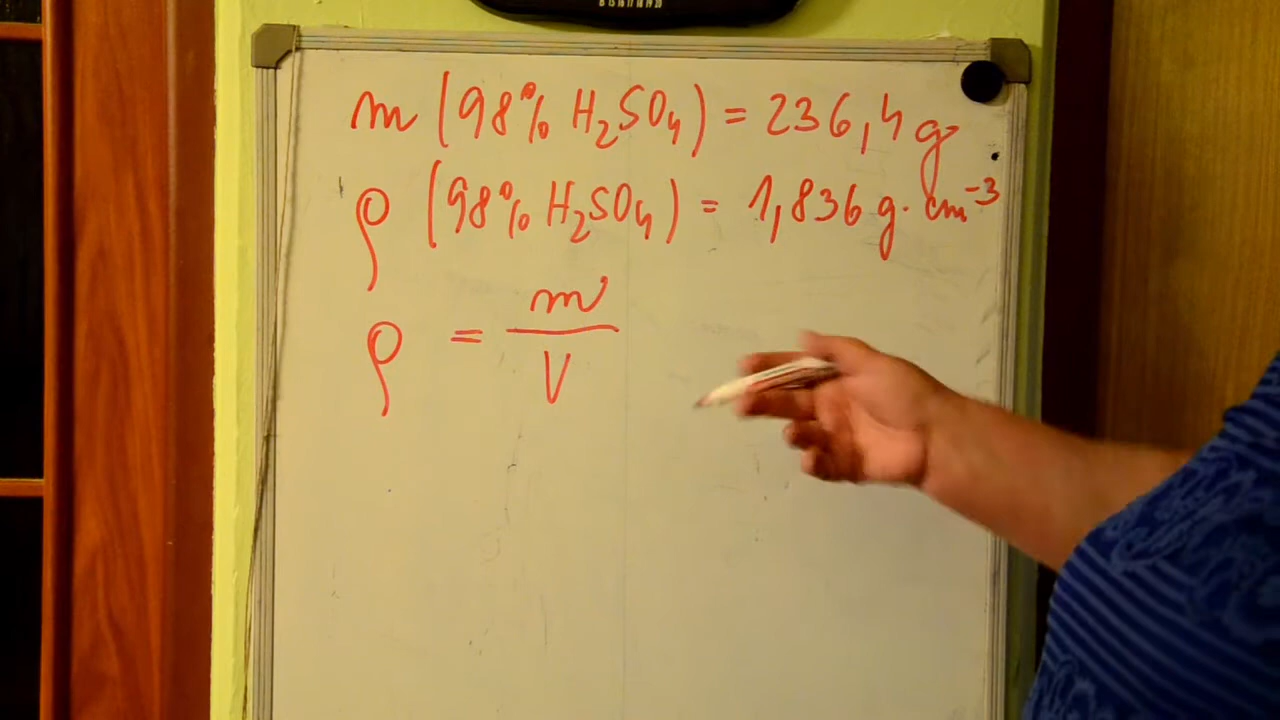 m (98% H₂SO₄) = 236,4 g
ρ (98% H₂SO₄) = 1,836 g·cm⁻³
ρ = m/V